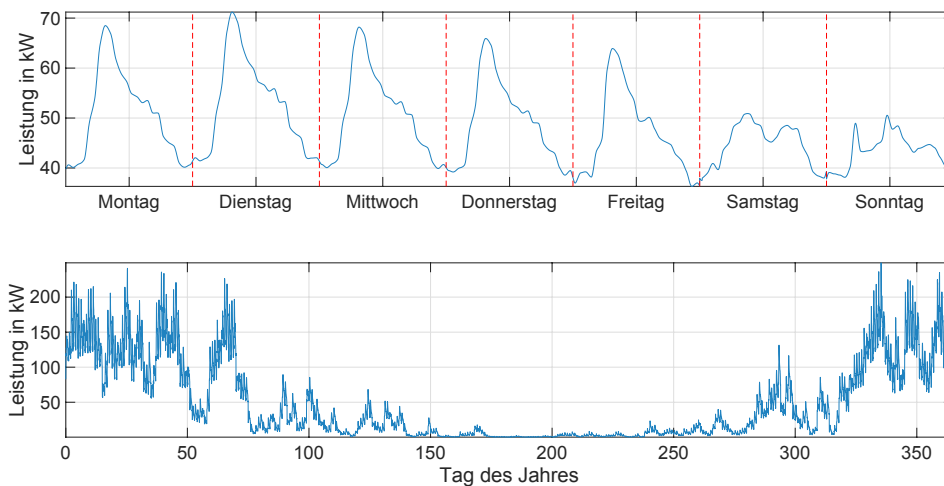 Leistung in kW
70
60
50
40
Montag Dienstag Mittwoch Donnerstag Freitag Samstag Sonntag
Leistung in kW
200
150
100
50
0 50 100 150 200 250 300 350
Tag des Jahres